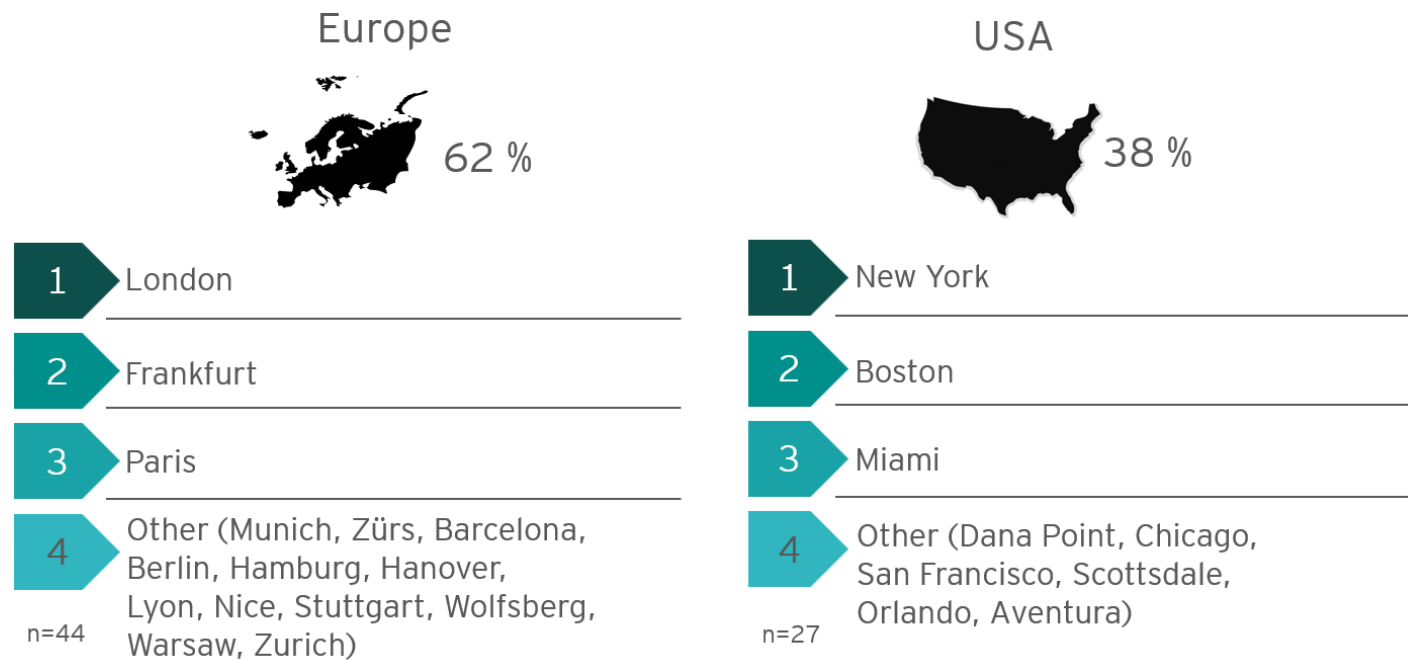 Europe
62 %
1
London
2
Frankfurt
3
Paris
4
Other (Munich, Zürs, Barcelona,
Berlin, Hamburg, Hanover,
Lyon, Nice, Stuttgart, Wolfsberg,
Warsaw, Zurich)
n=44
USA
38 %
1
New York
2
Boston
3
Miami
4
Other (Dana Point, Chicago,
San Francisco, Scottsdale,
Orlando, Aventura)
n=27